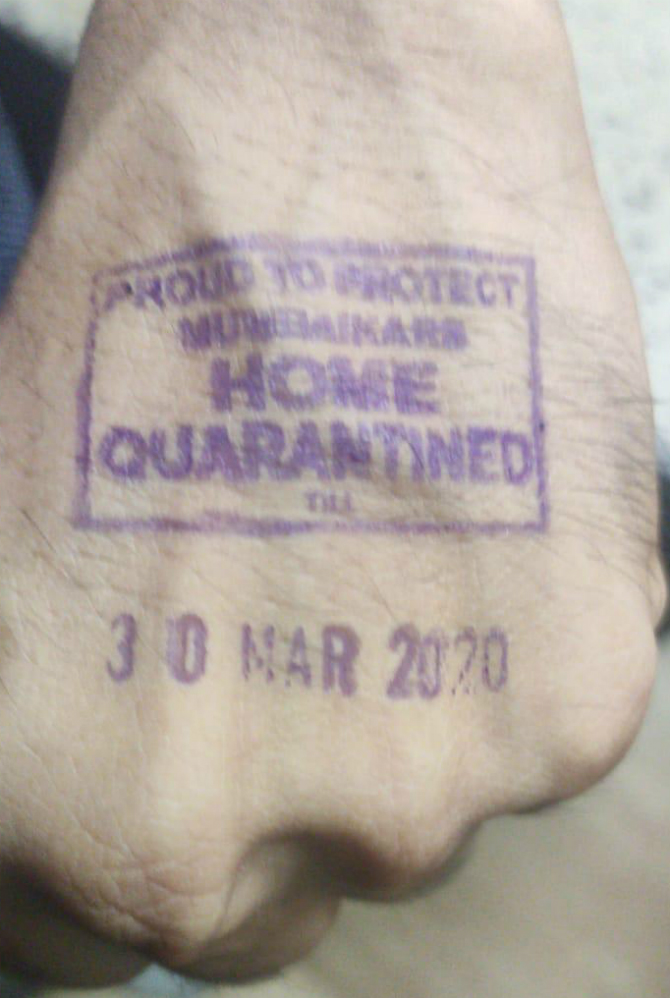 PROUD TO PROTECT
MUMBAIKARS
HOME
QUARANTINED
TILL
30 MAR 2020